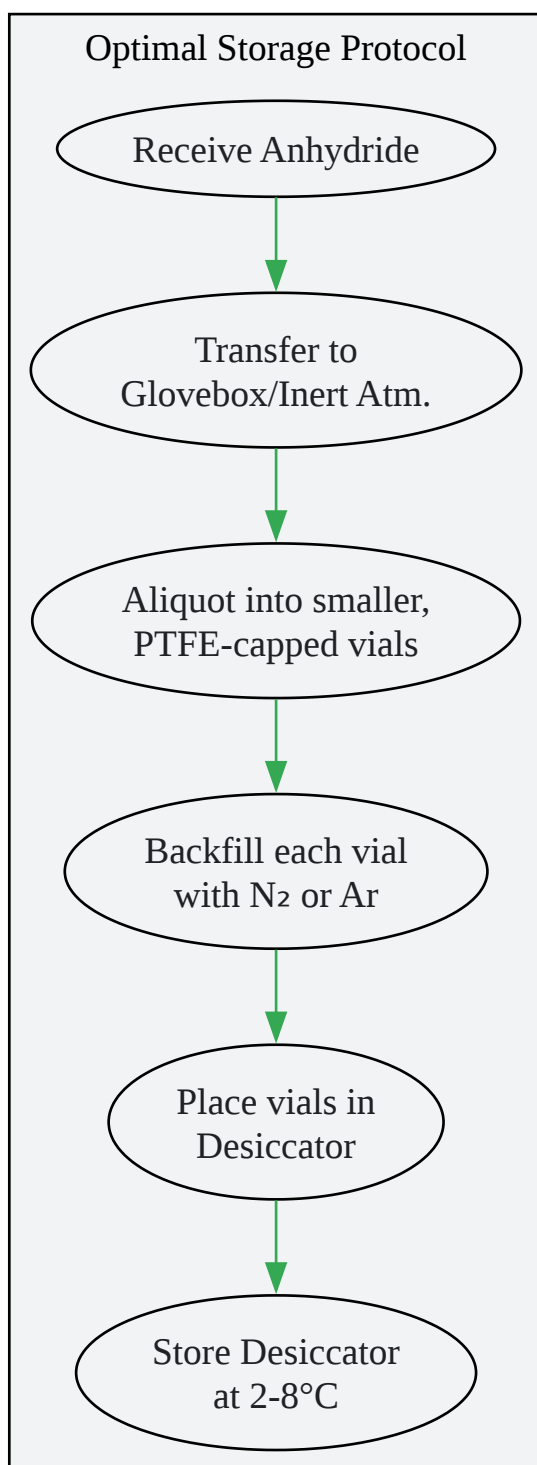 Optimal Storage Protocol
Receive Anhydride
Transfer to
Glovebox/Inert Atm.
Aliquot into smaller,
PTFE-capped vials
Backfill each vial
with N₂ or Ar
Place vials in
Desiccator
Store Desiccator
at 2-8°C